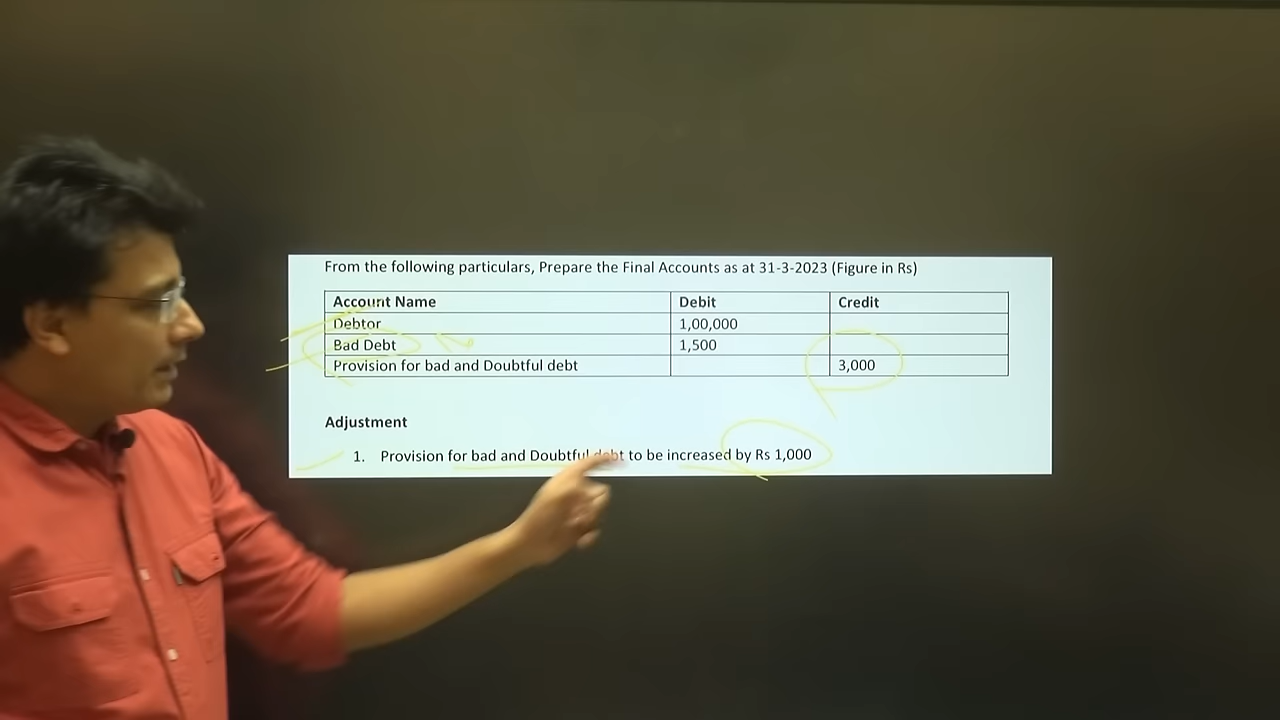 From the following particulars, Prepare the Final Accounts as at 31-3-2023 (Figure in Rs)
Account Name Debit Credit
Debtor 1,00,000
Bad Debt 1,500
Provision for bad and Doubtful debt 3,000
Adjustment
1. Provision for bad and Doubtful debt to be increased by Rs 1,000